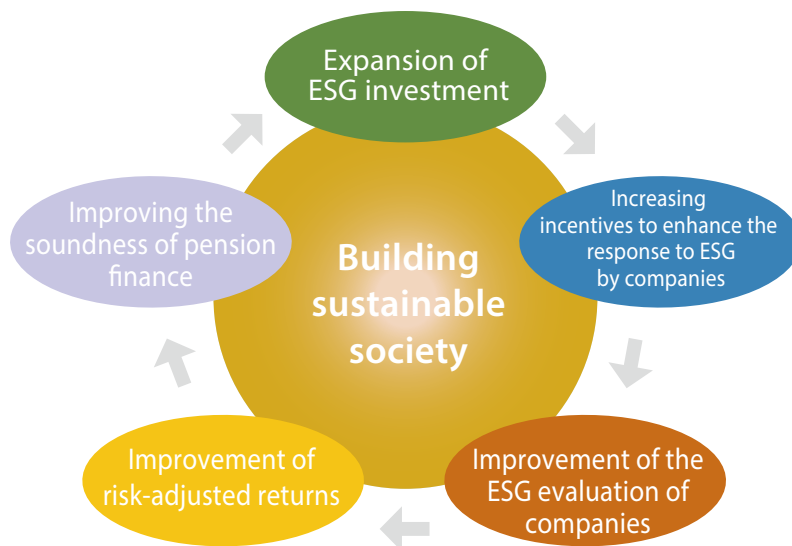 Expansion of
ESG investment
Increasing
incentives to enhance the
response to ESG
by companies
Improvement of the
ESG evaluation of
companies
Improvement of
risk-adjusted returns
Improving the
soundness of pension
finance
Building
sustainable
society